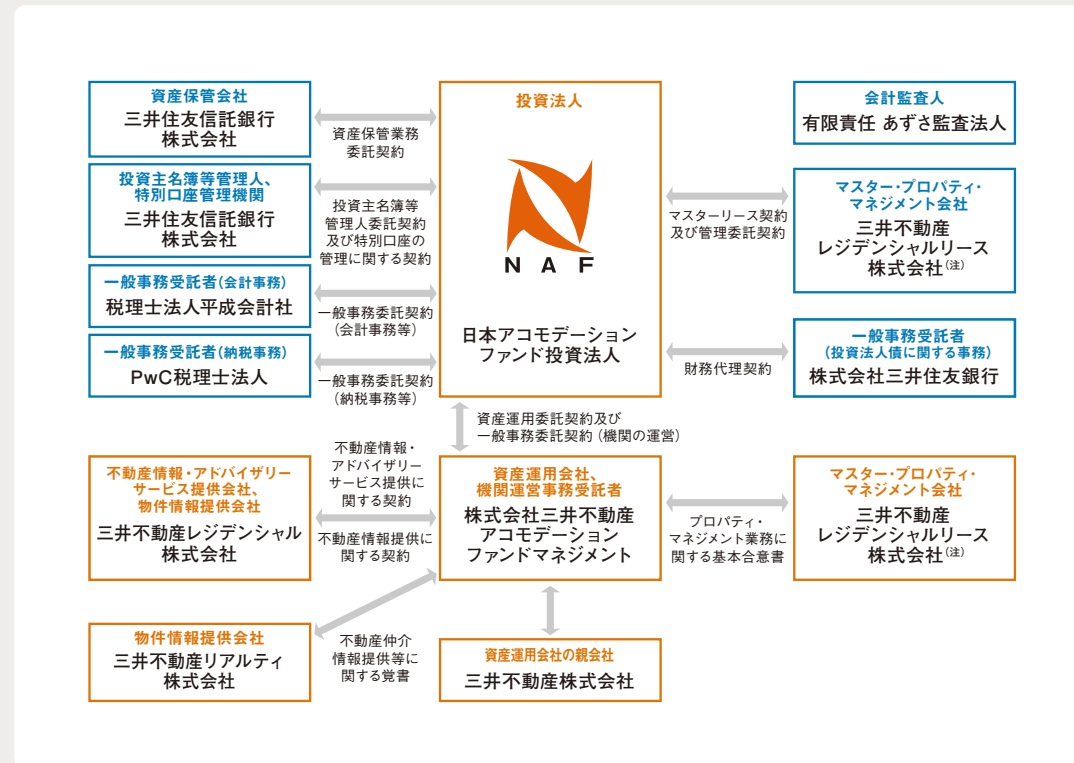 資産保管会社
三井住友信託銀行
株式会社
資産保管業務
委託契約
投資主名簿等管理人、
特別口座管理機関
三井住友信託銀行
株式会社
投資主名簿等
管理人委託契約
及び特別口座の
管理に関する契約
一般事務受託者(会計事務)
税理士法人平成会計社
一般事務委託契約
(会計事務等)
一般事務受託者(納税事務)
PwC税理士法人
一般事務委託契約
(納税事務等)
投資法人
NAF
日本アコモデーション
ファンド投資法人
会計監査人
有限責任 あずさ監査法人
マスターリース契約
及び管理委託契約
マスター・プロパティ・
マネジメント会社
三井不動産
レジデンシャルリース
株式会社(注)
財務代理契約
一般事務受託者
(投資法人債に関する事務)
株式会社三井住友銀行
資産運用委託契約及び
一般事務委託契約(機関の運営)
不動産情報・アドバイザリー
サービス提供会社、
物件情報提供会社
三井不動産レジデンシャル
株式会社
不動産情報・
アドバイザリー
サービス提供に
関する契約
不動産情報提供に
関する契約
資産運用会社、
機関運営事務受託者
株式会社三井不動産
アコモデーション
ファンドマネジメント
プロパティ・
マネジメント業務に
関する基本合意書
マスター・プロパティ・
マネジメント会社
三井不動産
レジデンシャルリース
株式会社(注)
物件情報提供会社
三井不動産リアルティ
株式会社
不動産仲介
情報提供等に
関する覚書
資産運用会社の親会社
三井不動産株式会社